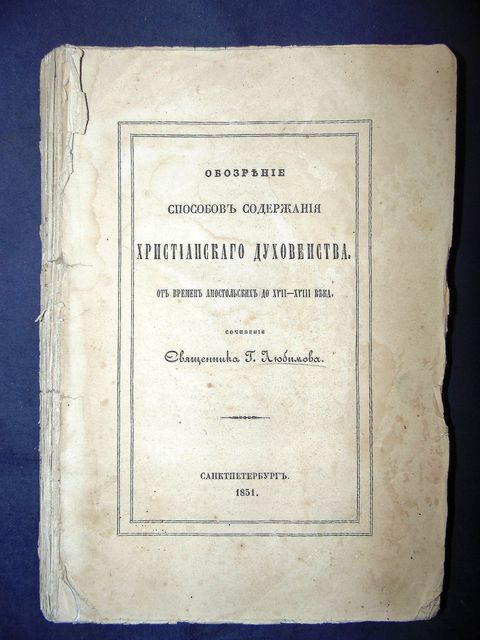 ОБОЗРѢНІЕ
СПОСОБОВЪ СОДЕРЖАНІЯ
ХРИСТІАНСКАГО ДУХОВЕНСТВА.
ОТЪ ВРЕМЕНЪ АПОСТОЛЬСКИХЪ ДО XVII—XVIII ВѢКА.
СОЧИНЕНІЕ
Священника Г. Любимова.
САНКТПЕТЕРБУРГЪ.
1851.